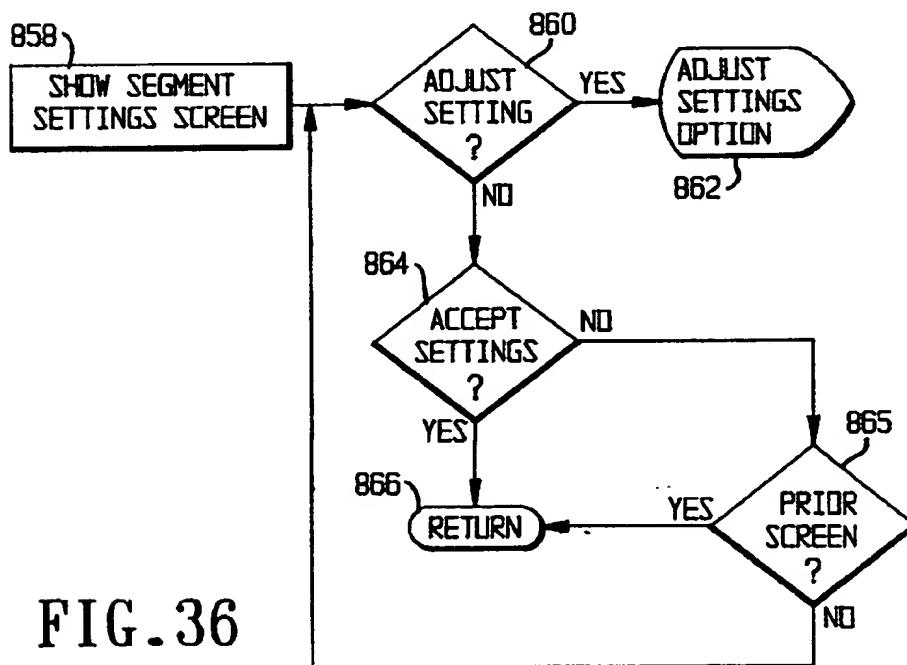 858
SHOW SEGMENT
SETTINGS SCREEN
860
ADJUST
SETTING
?
YES
NO
ADJUST
SETTINGS
OPTION
862
864
ACCEPT
SETTINGS
?
NO
YES
865
PRIOR
SCREEN
?
YES
NO
866
RETURN
FIG.36